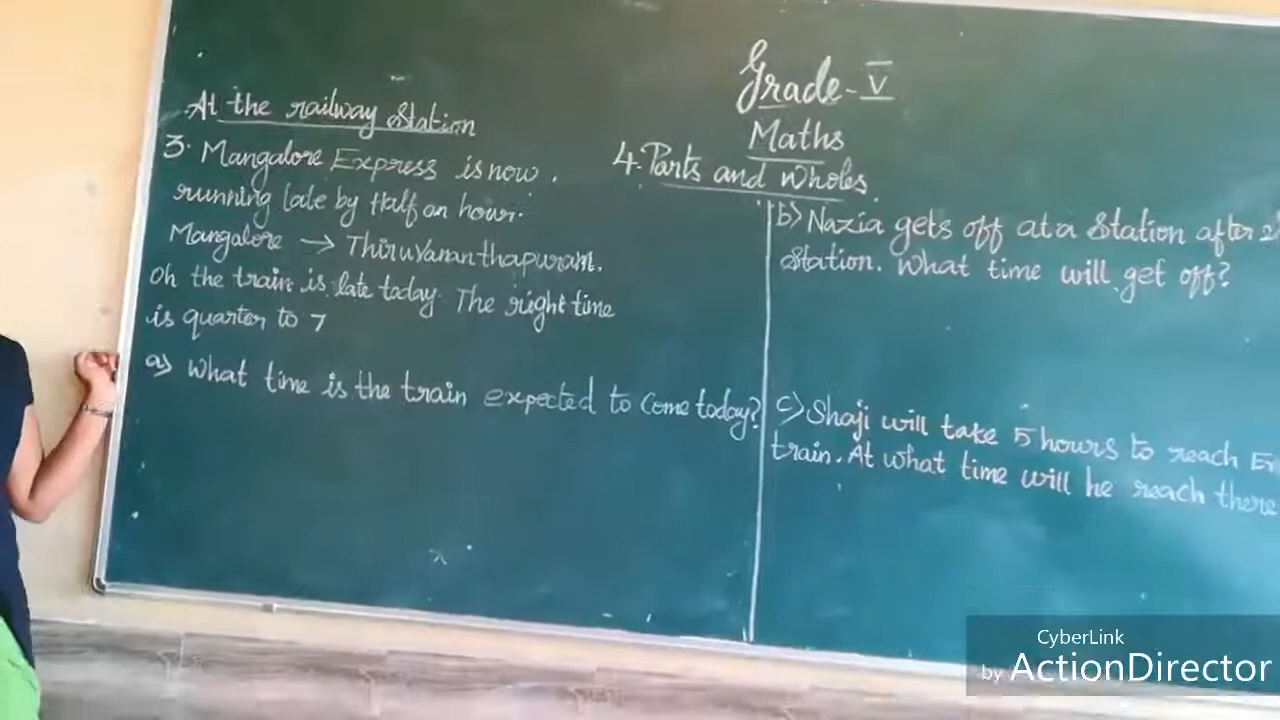 Grade - V
Maths
4. Parts and Wholes
At the railway Station
3. Mangalore Express is now
running late by Half an hour.
Mangalore → Thiruvananthapuram.
Oh the train is late today. The right time
is quarter to 7
a) What time is the train expected to Come today?
b) Nazia gets off at a Station after 2
Station. What time will get off?
c) Shaji will take 5 hours to reach
train. At what time will he reach there
CyberLink
by ActionDirector